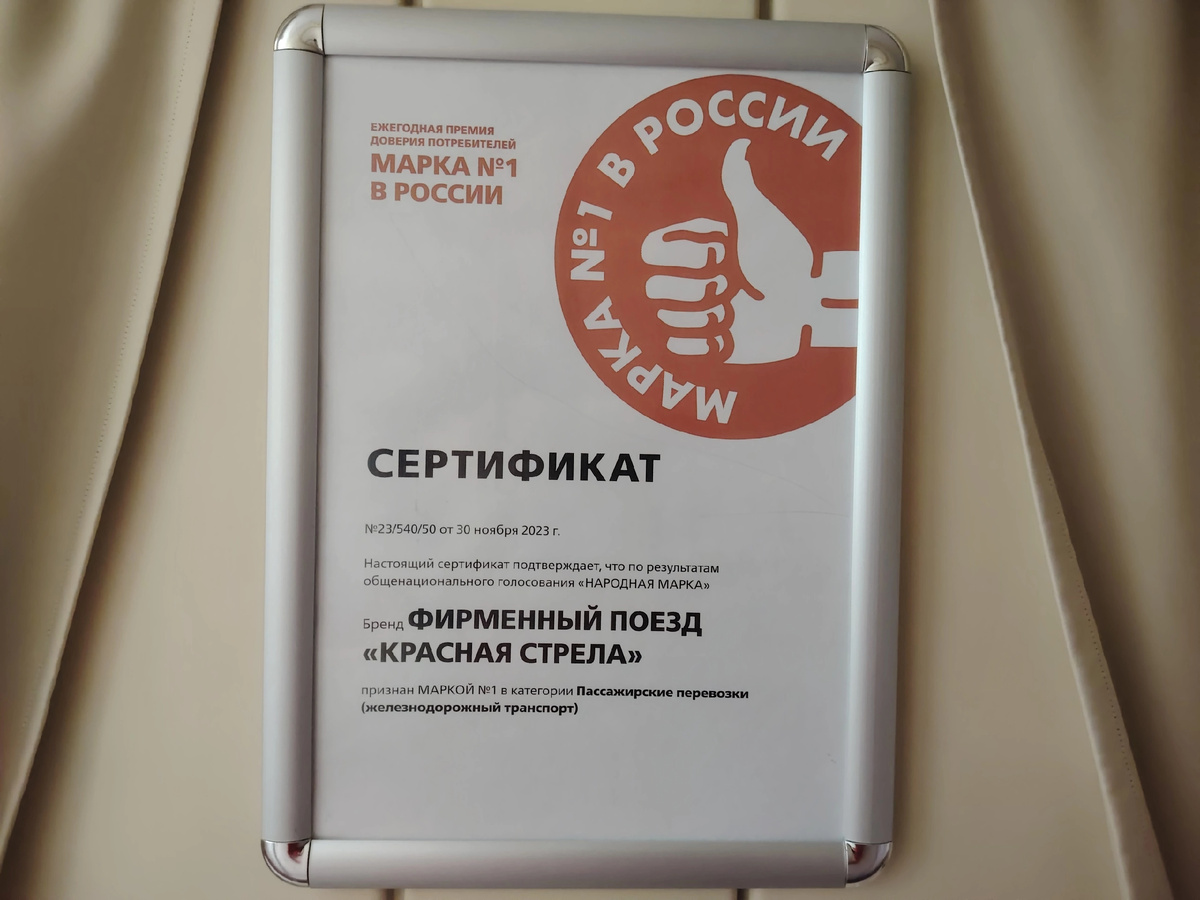 ЕЖЕГОДНАЯ ПРЕМИЯ
ДОВЕРИЯ ПОТРЕБИТЕЛЕЙ
МАРКА №1
В РОССИИ
МАРКА №1 В РОССИИ
СЕРТИФИКАТ
№23/540/50 от 30 ноября 2023 г.
Настоящий сертификат подтверждает, что по результатам
общенационального голосования «НАРОДНАЯ МАРКА»
Бренд ФИРМЕННЫЙ ПОЕЗД
«КРАСНАЯ СТРЕЛА»
признан МАРКОЙ №1 в категории Пассажирские перевозки
(железнодорожный транспорт)